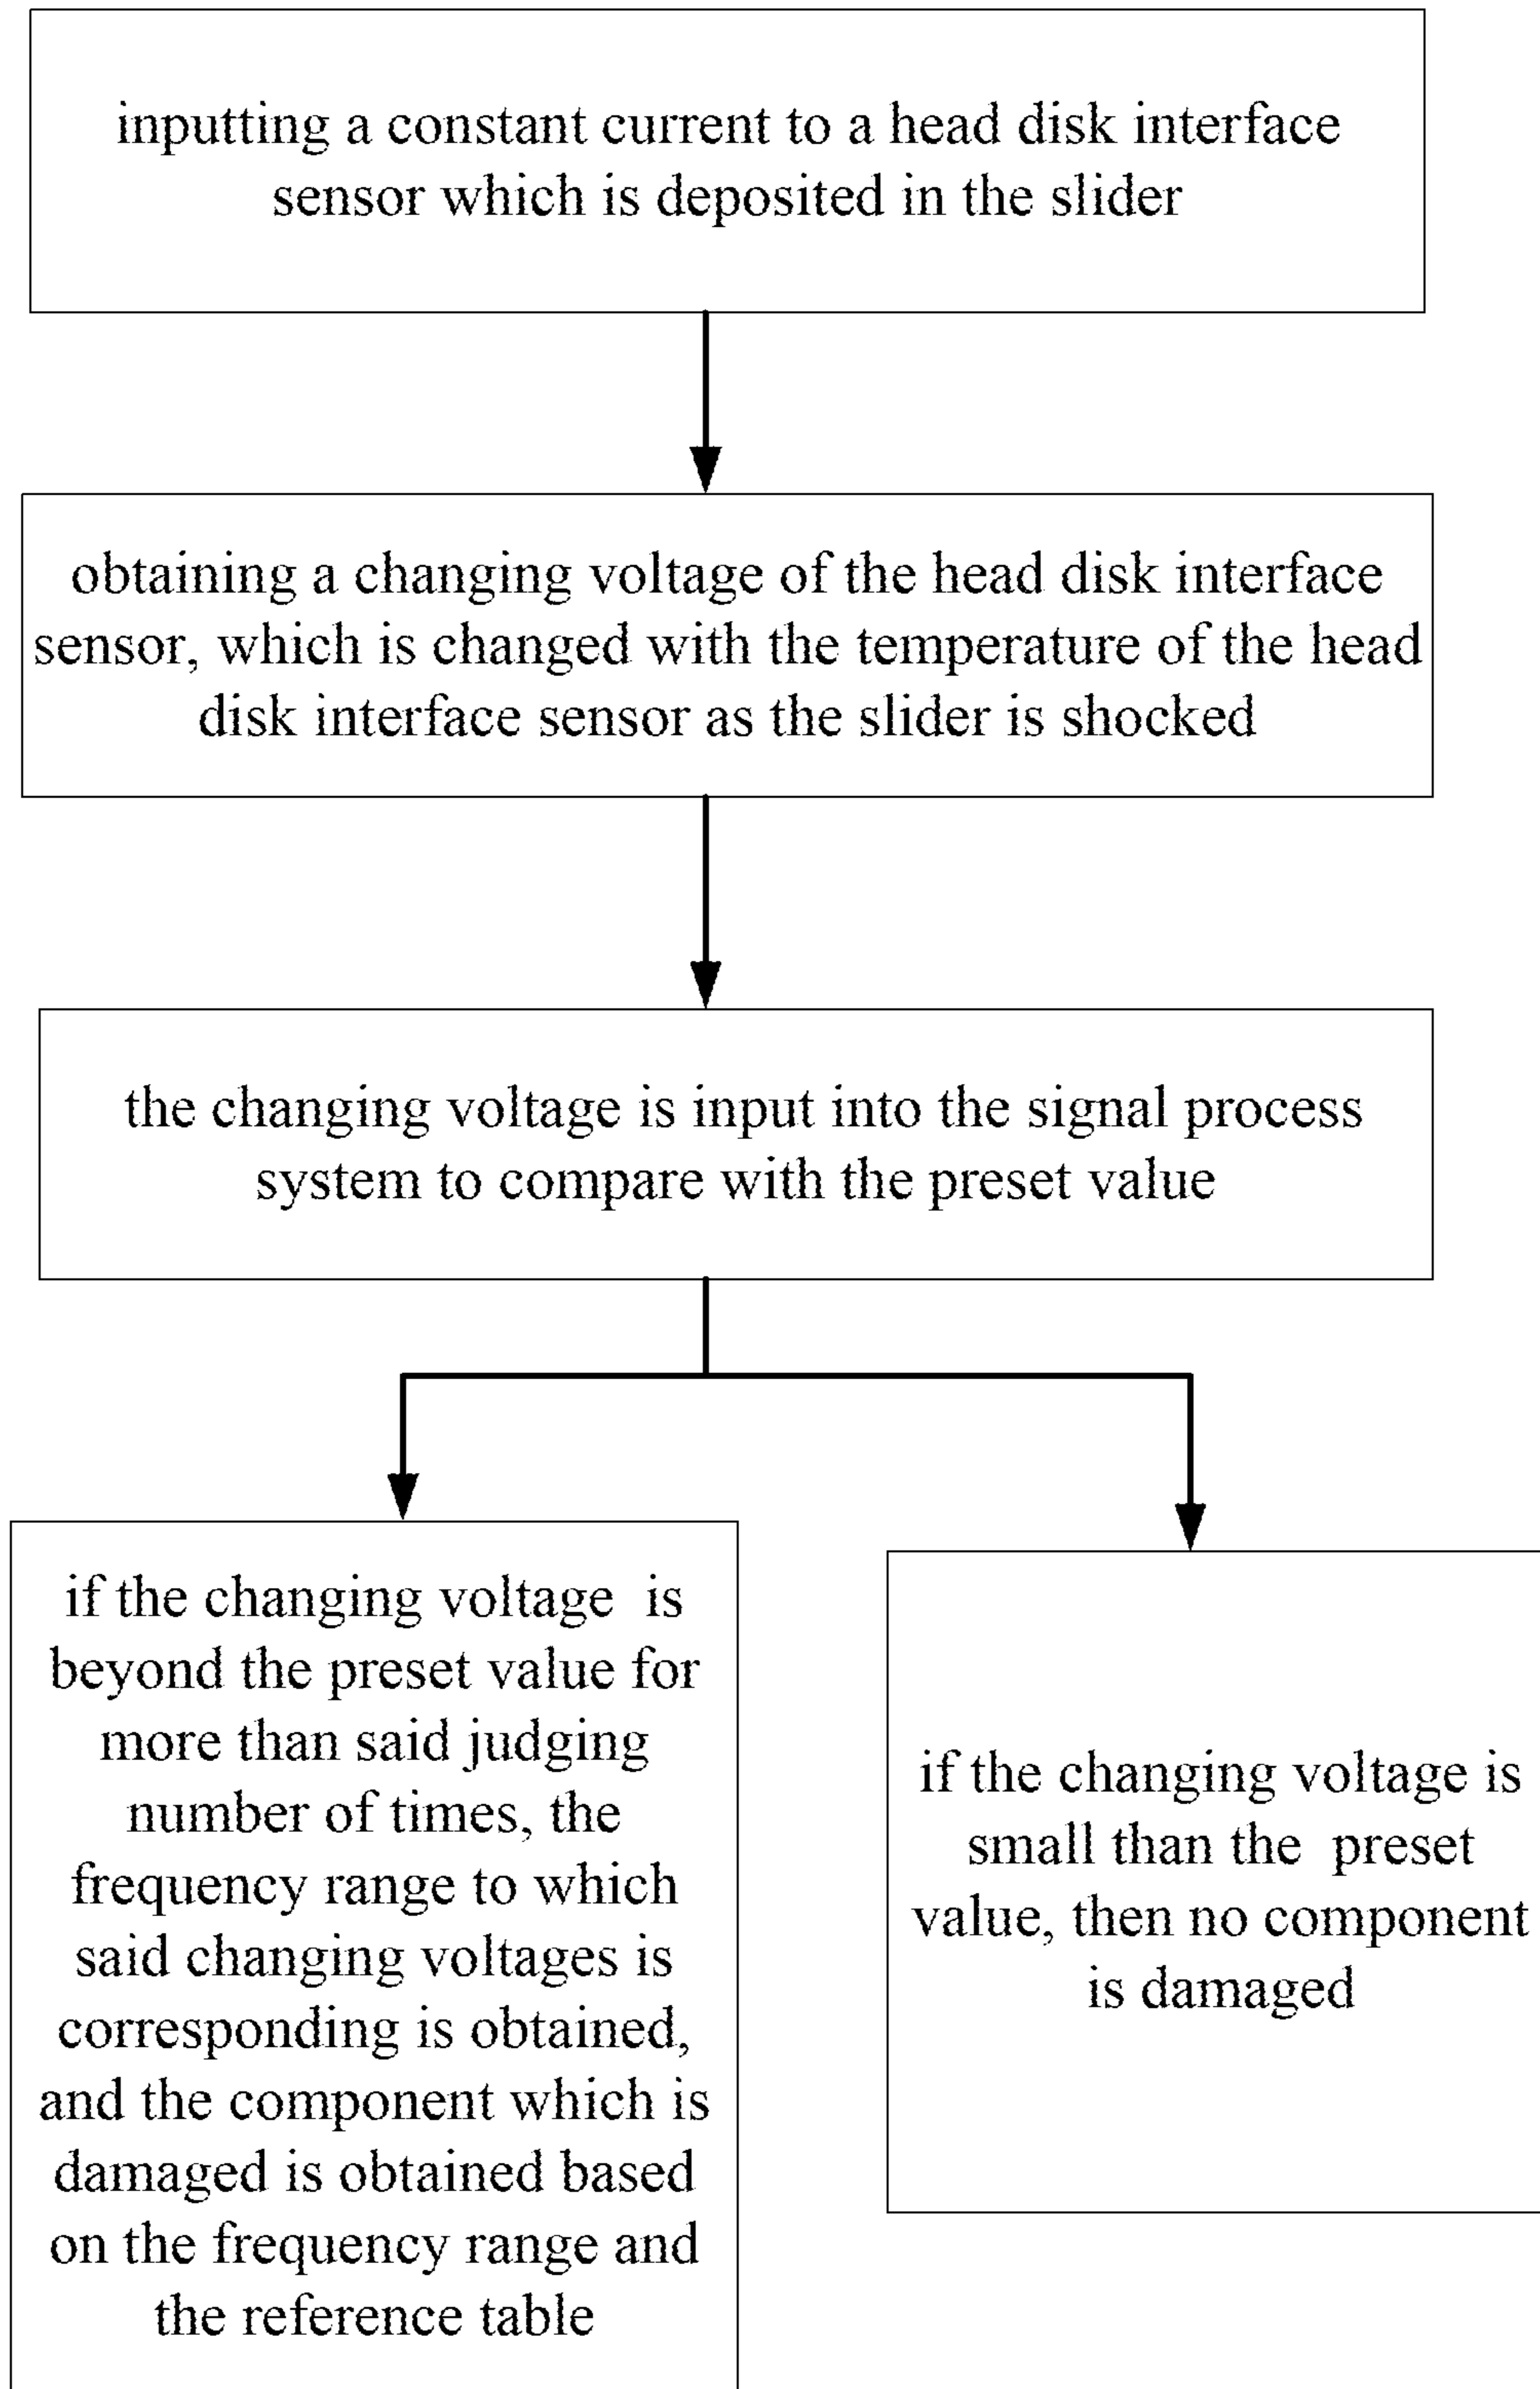 inputting a constant current to a head disk interface
sensor which is deposited in the slider
obtaining a changing voltage of the head disk interface
sensor, which is changed with the temperature of the head
disk interface sensor as the slider is shocked
the changing voltage is input into the signal process
system to compare with the preset value
if the changing voltage is
beyond the preset value for
more than said judging
number of times, the
frequency range to which
said changing voltages is
corresponding is obtained,
and the component which is
damaged is obtained based
on the frequency range and
the reference table
if the changing voltage is
small than the preset
value, then no component
is damaged